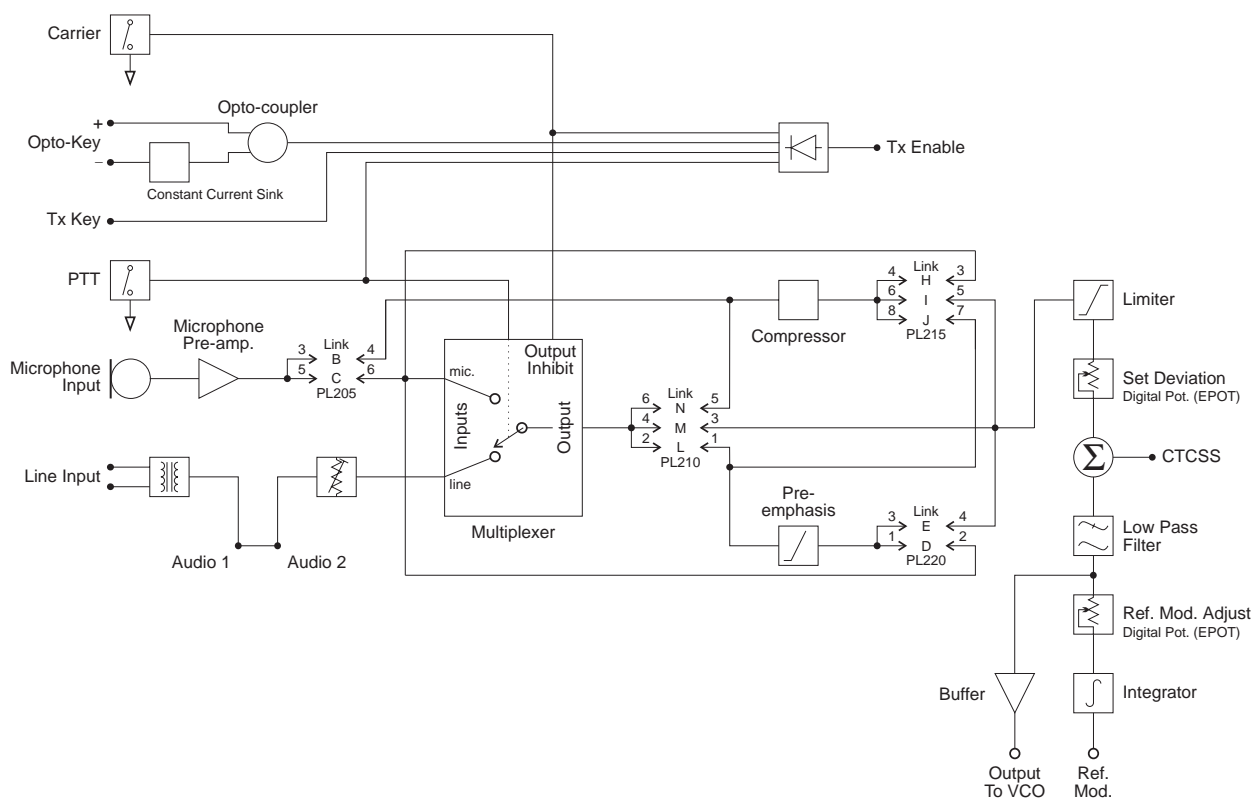 Carrier
Opto-coupler
+
Opto-Key
−
Constant Current Sink
Tx Enable
Tx Key
PTT
4 Link 3
H
6 I 5
8 J 7
PL215
Compressor
Limiter
Microphone
Pre-amp.
Microphone
Input
3 Link 4
B
5 C 6
PL205
mic.
Output
Inhibit
Inputs
Output
line
Multiplexer
6 Link 5
N
4 M 3
2 L 1
PL210
Set Deviation
Digital Pot. (EPOT)
Σ
CTCSS
Line Input
Audio 1
Audio 2
Pre-
emphasis
3 Link 4
E
1 D 2
PL220
Low Pass
Filter
Ref. Mod. Adjust
Digital Pot. (EPOT)
Buffer
Integrator
Output
To VCO
Ref.
Mod.